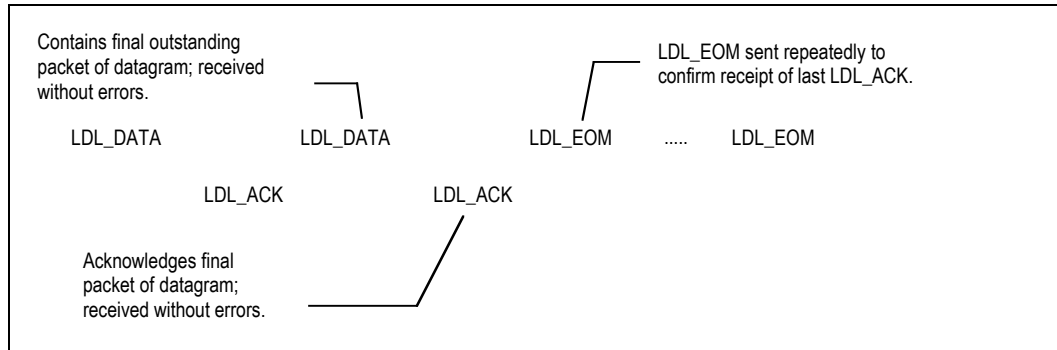 Contains final outstanding
packet of datagram; received
without errors.
LDL_EOM sent repeatedly to
confirm receipt of last LDL_ACK.
LDL_DATA LDL_DATA LDL_EOM ..... LDL_EOM
LDL_ACK LDL_ACK
Acknowledges final
packet of datagram;
received without errors.